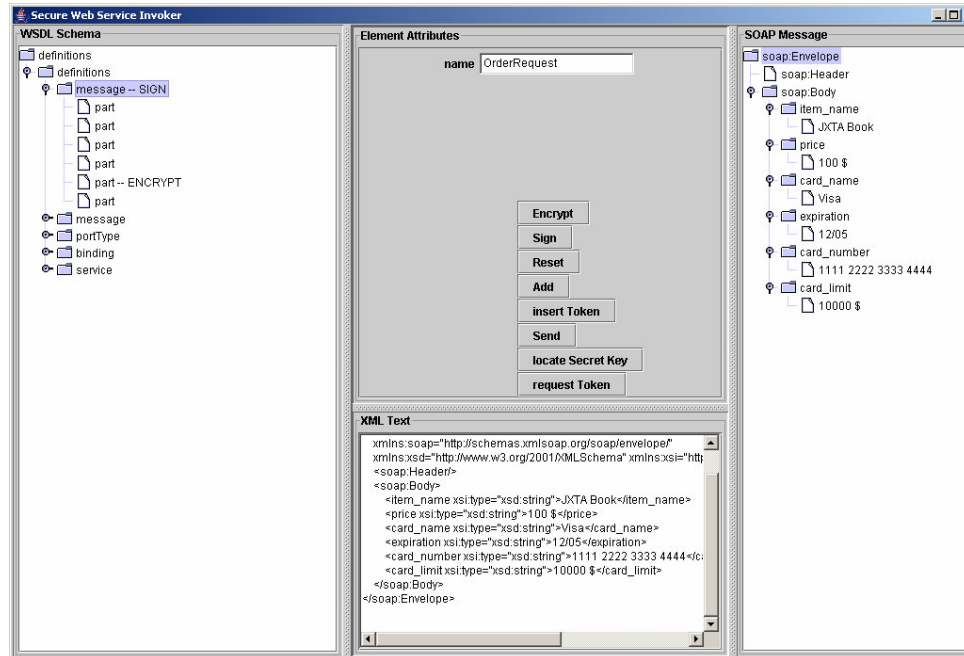 Secure Web Service Invoker
WSDL Schema
definitions
definitions
message -- SIGN
part
part
part
part
part -- ENCRYPT
part
message
portType
binding
service
Element Attributes
name OrderRequest
Encrypt
Sign
Reset
Add
insert Token
Send
locate Secret Key
request Token
XML Text
xmlns:soap="http://schemas.xmlsoap.org/soap/envelope/"
xmlns:xsd="http://www.w3.org/2001/XMLSchema" xmlns:xsi="http
<soap:Header/>
<soap:Body>
<item_name xsi:type="xsd:string">JXTA Book</item_name>
<price xsi:type="xsd:string">100 $</price>
<card_name xsi:type="xsd:string">Visa</card_name>
<expiration xsi:type="xsd:string">12/05</expiration>
<card_number xsi:type="xsd:string">1111 2222 3333 4444</ca
<card_limit xsi:type="xsd:string">10000 $</card_limit>
</soap:Body>
</soap:Envelope>
SOAP Message
soap:Envelope
soap:Header
soap:Body
item_name
JXTA Book
price
100 $
card_name
Visa
expiration
12/05
card_number
1111 2222 3333 4444
card_limit
10000 $